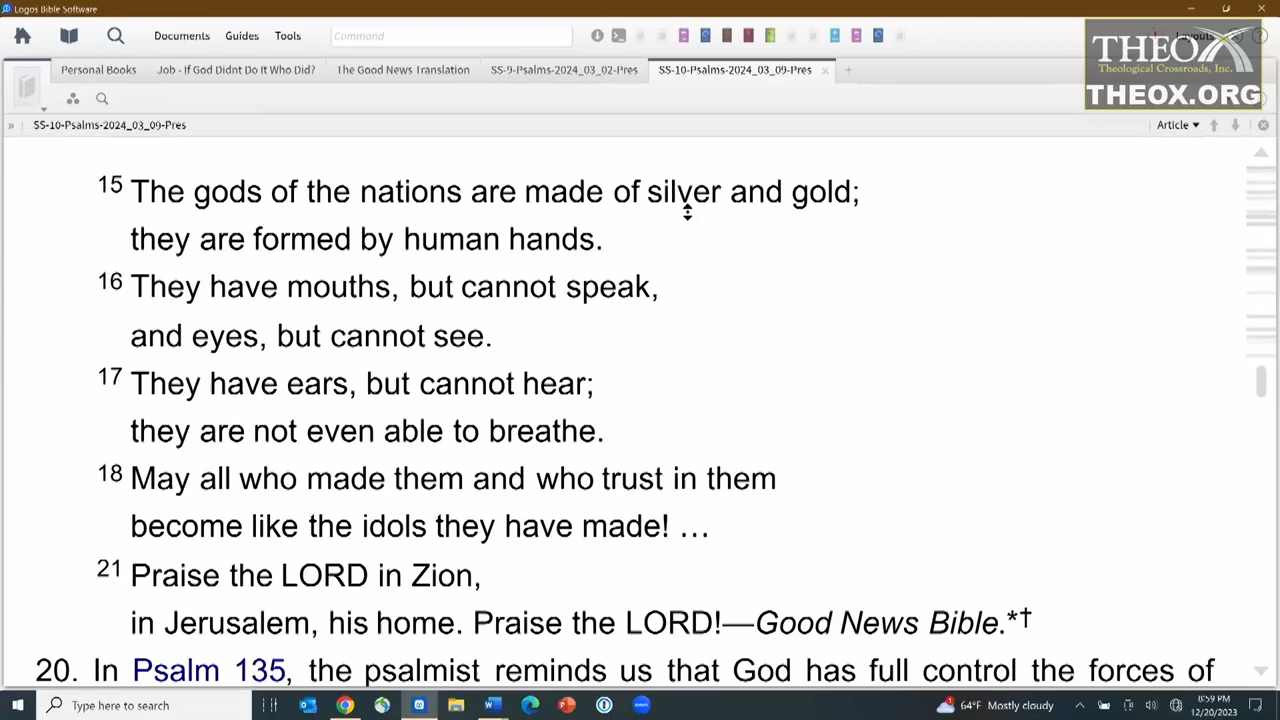 Logos Bible Software
Documents Guides Tools Command
THEOX
Theological Crossroads, Inc.
THEOX.ORG
Personal Books Job - If God Didnt Do It Who Did? The Good News SS Psalms-2024_03_02-Pres SS-10-Psalms-2024_03_09-Pres
SS-10-Psalms-2024_03_09-Pres Article
15 The gods of the nations are made of silver and gold;
they are formed by human hands.
16 They have mouths, but cannot speak,
and eyes, but cannot see.
17 They have ears, but cannot hear;
they are not even able to breathe.
18 May all who made them and who trust in them
become like the idols they have made! …
21 Praise the LORD in Zion,
in Jerusalem, his home. Praise the LORD!—Good News Bible.*†
20. In Psalm 135, the psalmist reminds us that God has full control the forces of
Type here to search 64°F Mostly cloudy 8:59 PM
12/20/2023